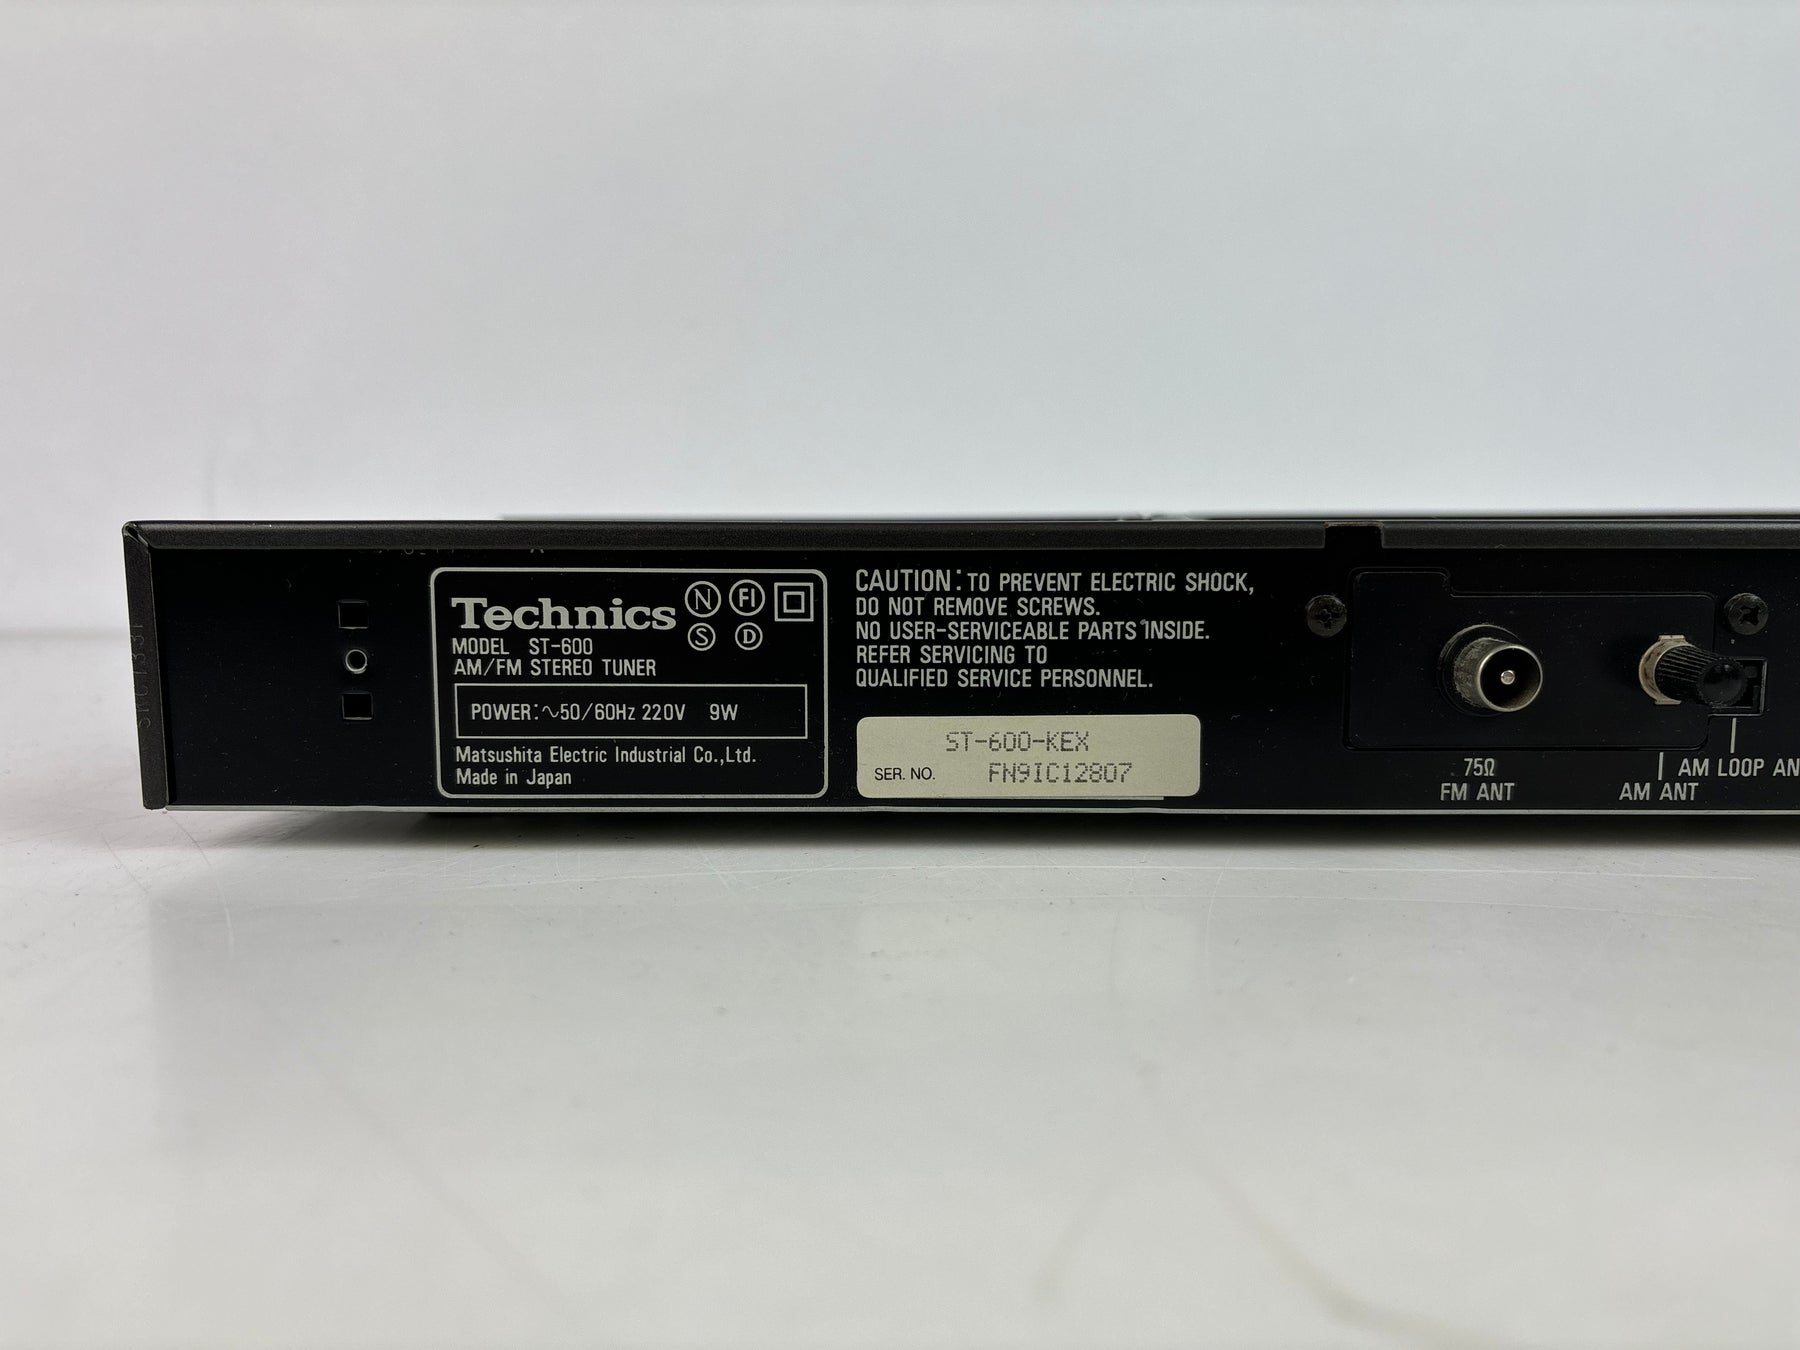 Technics
N FI
S D
MODEL ST-600
AM/FM STEREO TUNER
POWER:∼50/60Hz 220V 9W
Matsushita Electric Industrial Co.,Ltd.
Made in Japan
CAUTION: TO PREVENT ELECTRIC SHOCK,
DO NOT REMOVE SCREWS.
NO USER-SERVICEABLE PARTS INSIDE.
REFER SERVICING TO
QUALIFIED SERVICE PERSONNEL.
ST-600-KEX
SER. NO. FN9IC12807
75Ω
FM ANT
AM ANT
AM LOOP AN